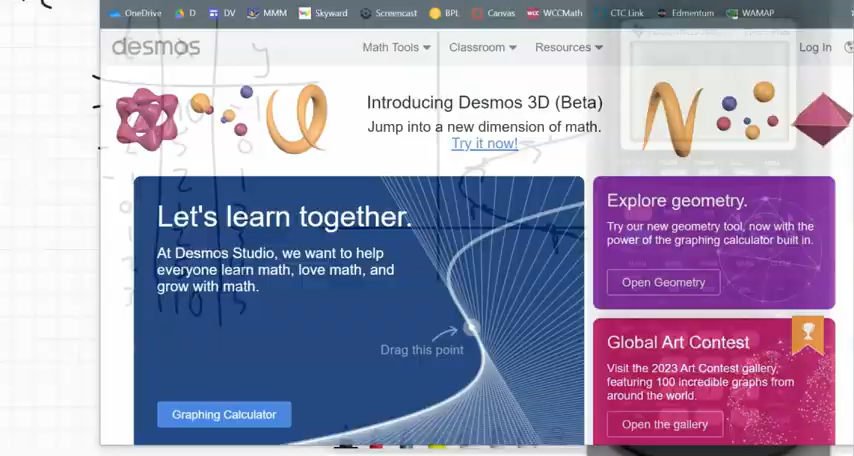 OneDrive D DV MMM Skyward Screencast BPL Canvas WCCMath CTC Link Edmentum WAMAP
desmos Math Tools Classroom Resources Log In
Introducing Desmos 3D (Beta)
Jump into a new dimension of math.
Try it now!
Let's learn together.
At Desmos Studio, we want to help
everyone learn math, love math, and
grow with math.
Drag this point
Graphing Calculator
Explore geometry.
Try our new geometry tool, now with the
power of the graphing calculator built in.
Open Geometry
Global Art Contest
Visit the 2023 Art Contest gallery,
featuring 100 incredible graphs from
around the world.
Open the gallery